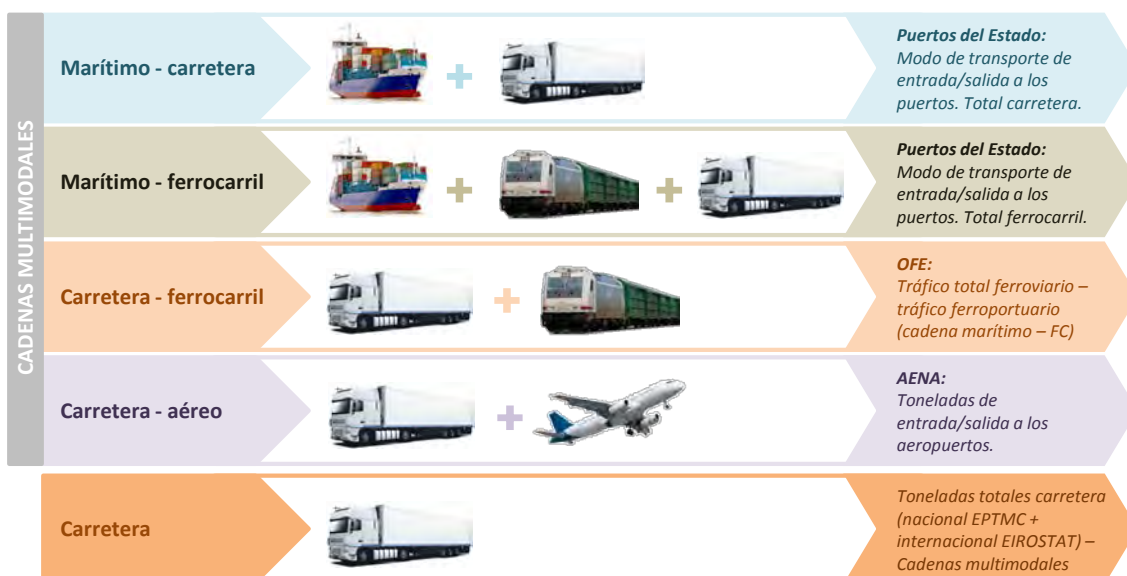 CADENAS MULTIMODALES
Marítimo - carretera
+
Puertos del Estado:
Modo de transporte de
entrada/salida a los
puertos. Total carretera.
Marítimo - ferrocarril
+
+
Puertos del Estado:
Modo de transporte de
entrada/salida a los
puertos. Total ferrocarril.
Carretera - ferrocarril
+
OFE:
Tráfico total ferroviario –
tráfico ferroportuario
(cadena marítimo – FC)
Carretera - aéreo
+
AENA:
Toneladas de
entrada/salida a los
aeropuertos.
Carretera
Toneladas totales carretera
(nacional EPTMC +
internacional EIROSTAT) –
Cadenas multimodales